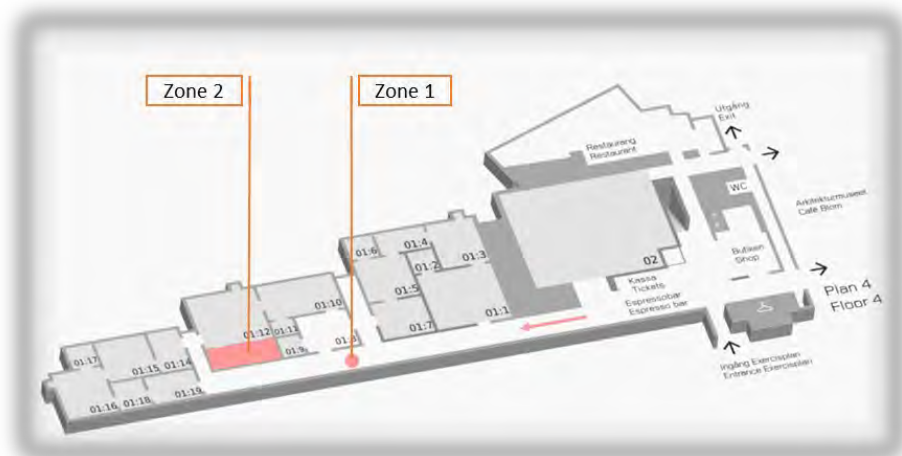 Zone 2
Zone 1
Utgång
Exit
Restaurang
Restaurant
WC
Arkitekturmuseet
Café Blom
Butiken
Shop
02
Kassa
Tickets
Espressobar
Espresso bar
Plan 4
Floor 4
Ingång Exercisplan
Entrance Exercisplan
01:6
01:4
01:2
01:3
01:5
01:1
01:7
01:10
01:12
01:11
01:9
01:8
01:17
01:15
01:14
01:16
01:18
01:19